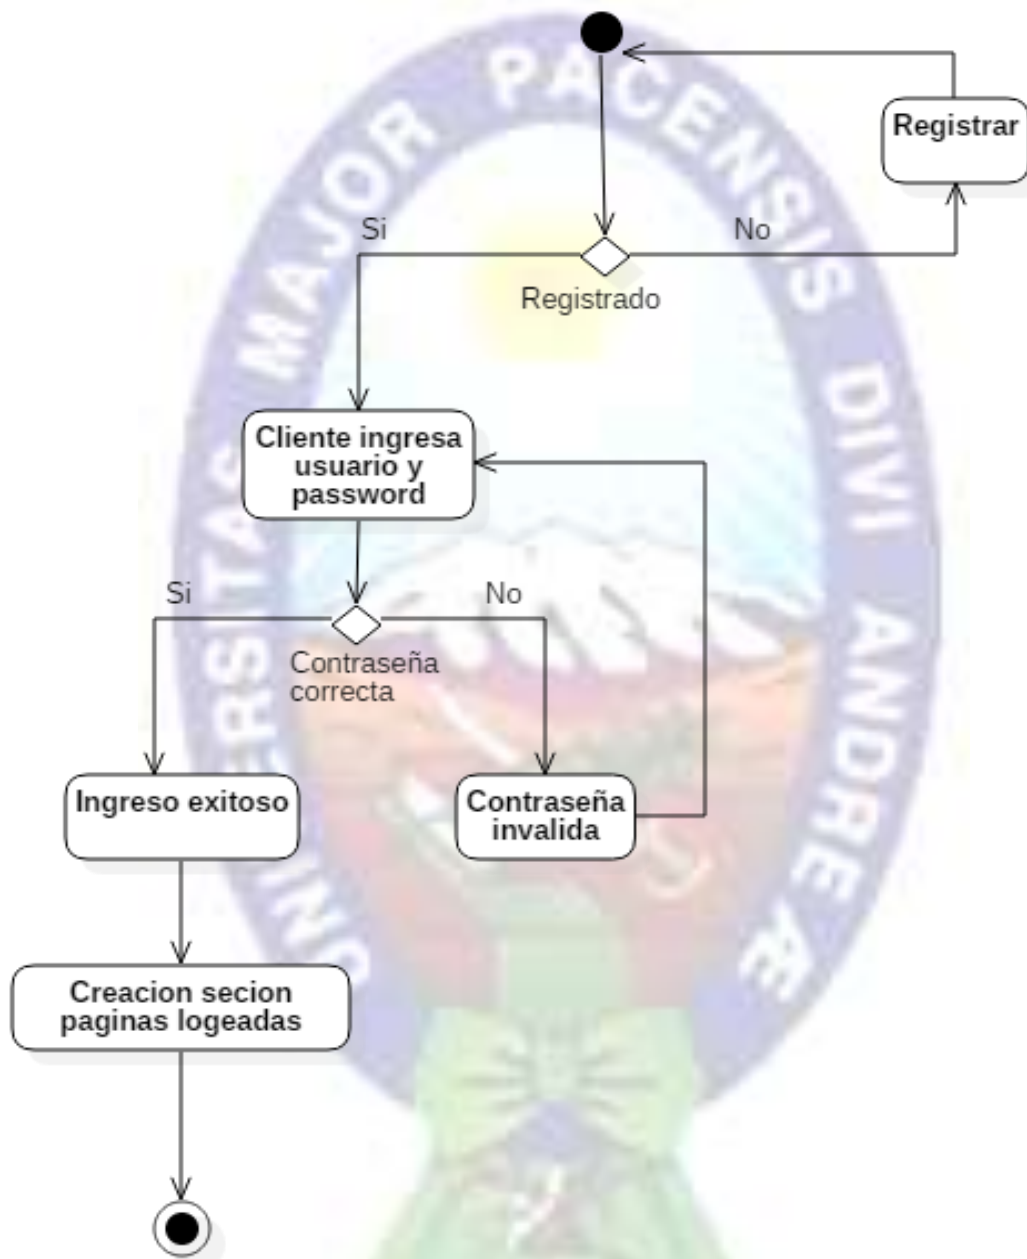 UNIVERSITAS MAJOR PACENSIS DIVI ANDREÆ
Registrar
Si
No
Registrado
Cliente ingresa
usuario y
password
Si
No
Contraseña
correcta
Ingreso exitoso
Contraseña
invalida
Creacion secion
paginas logeadas